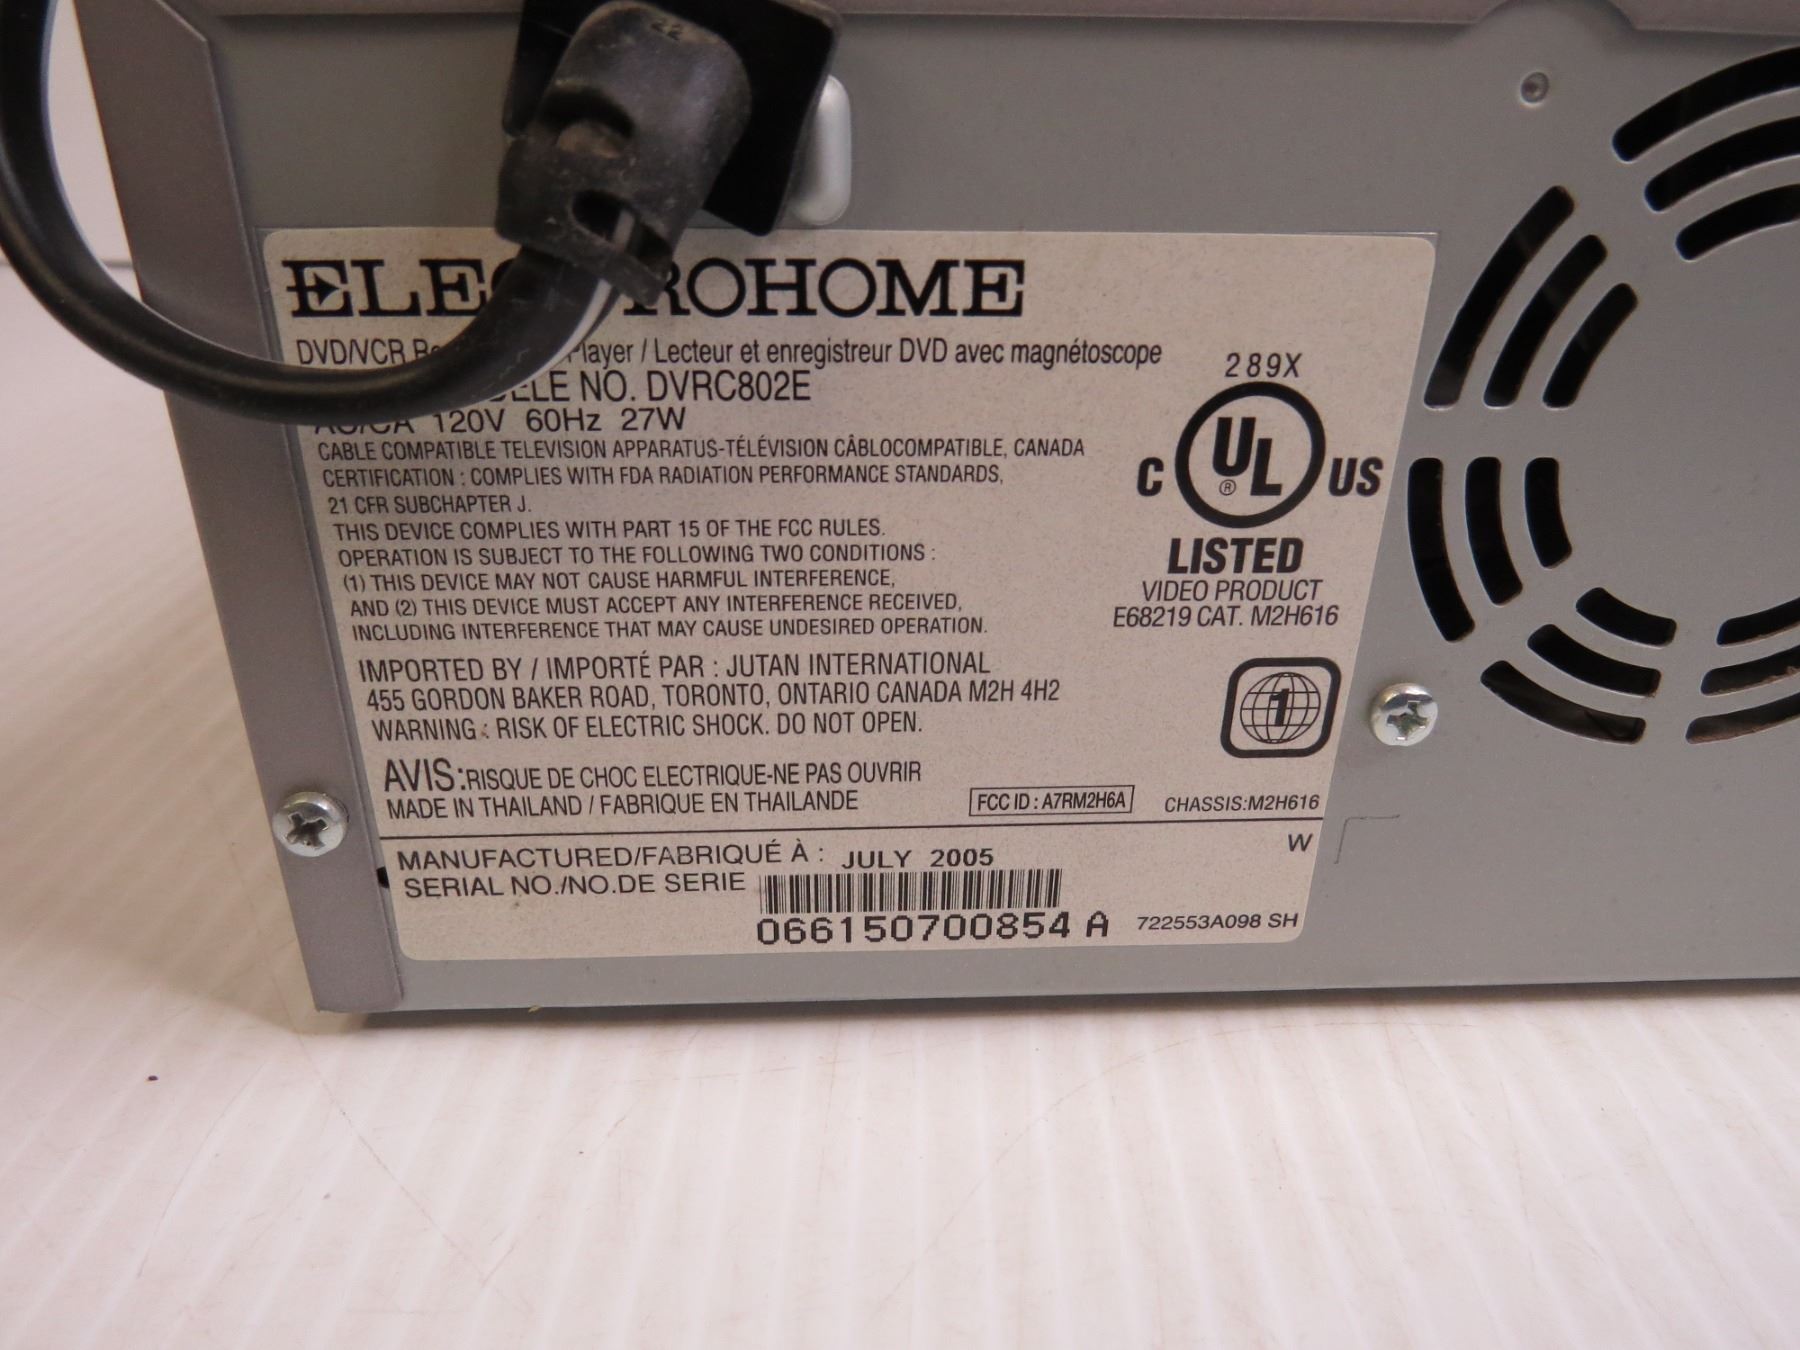 22
DVD/VCR Player / Lecteur et enregistreur DVD avec magnétoscope
NO. DVRC802E
120V 60Hz 27W
CABLE COMPATIBLE TELEVISION APPARATUS-TÉLÉVISION CÂBLOCOMPATIBLE, CANADA
CERTIFICATION : COMPLIES WITH FDA RADIATION PERFORMANCE STANDARDS,
21 CFR SUBCHAPTER J.
THIS DEVICE COMPLIES WITH PART 15 OF THE FCC RULES.
OPERATION IS SUBJECT TO THE FOLLOWING TWO CONDITIONS :
(1) THIS DEVICE MAY NOT CAUSE HARMFUL INTERFERENCE,
AND (2) THIS DEVICE MUST ACCEPT ANY INTERFERENCE RECEIVED,
INCLUDING INTERFERENCE THAT MAY CAUSE UNDESIRED OPERATION.
IMPORTED BY / IMPORTÉ PAR : JUTAN INTERNATIONAL
455 GORDON BAKER ROAD, TORONTO, ONTARIO CANADA M2H 4H2
WARNING : RISK OF ELECTRIC SHOCK. DO NOT OPEN.
AVIS:RISQUE DE CHOC ELECTRIQUE-NE PAS OUVRIR
MADE IN THAILAND / FABRIQUE EN THAILANDE
289X
C UL ® US
LISTED
VIDEO PRODUCT
E68219 CAT. M2H616
1
FCC ID : A7RM2H6A
CHASSIS:M2H616
W
MANUFACTURED/FABRIQUÉ À : JULY 2005
SERIAL NO./NO.DE SERIE
066150700854 A
722553A098 SH